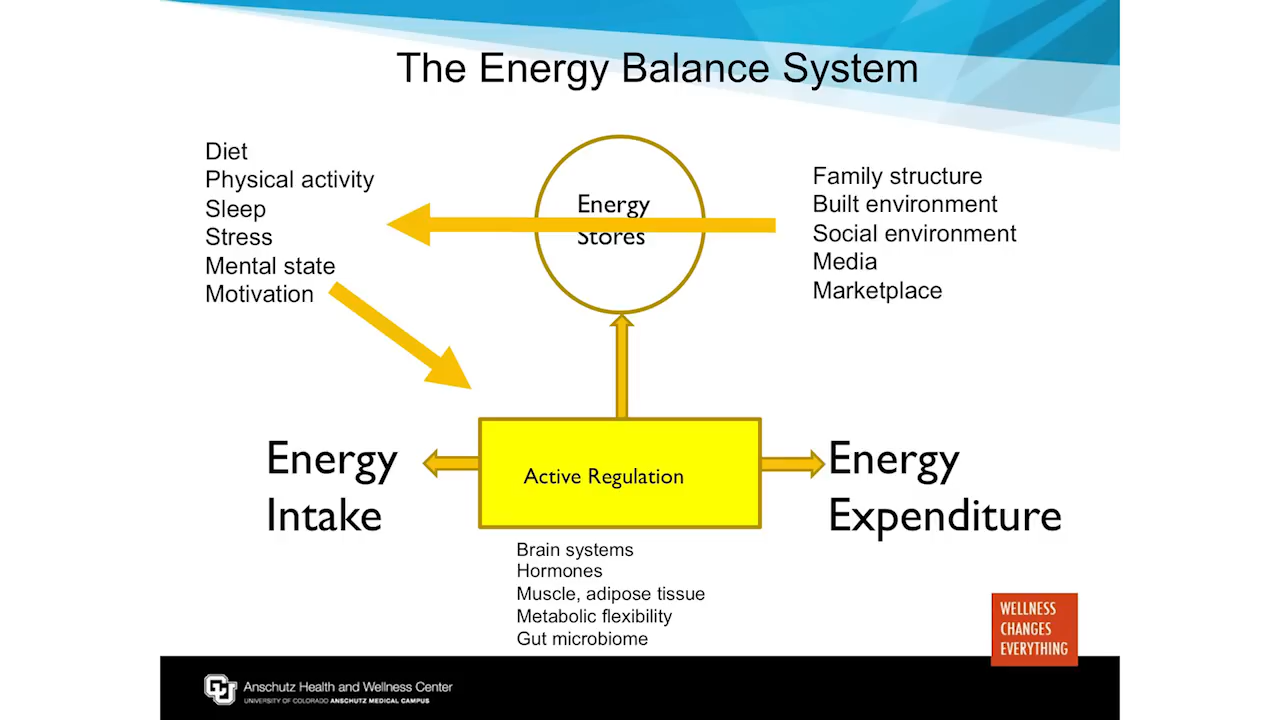 The Energy Balance System
Diet
Physical activity
Sleep
Stress
Mental state
Motivation
Energy
Stores
Family structure
Built environment
Social environment
Media
Marketplace
Energy
Intake
Active Regulation
Energy
Expenditure
Brain systems
Hormones
Muscle, adipose tissue
Metabolic flexibility
Gut microbiome
WELLNESS
CHANGES
EVERYTHING
CU
Anschutz Health and Wellness Center
UNIVERSITY OF COLORADO ANSCHUTZ MEDICAL CAMPUS